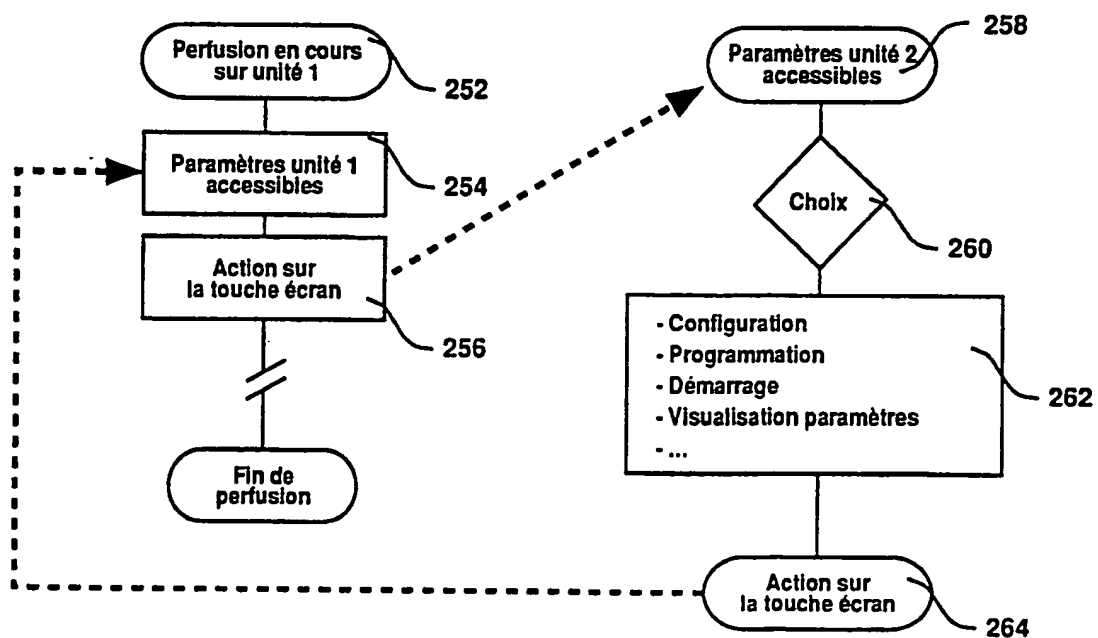 Perfusion en cours
sur unité 1
252
Paramètres unité 1
accessibles
254
Action sur
la touche écran
256
Fin de
perfusion
Paramètres unité 2
accessibles
258
Choix
260
- Configuration
- Programmation
- Démarrage
- Visualisation paramètres
- ...
262
Action sur
la touche écran
264